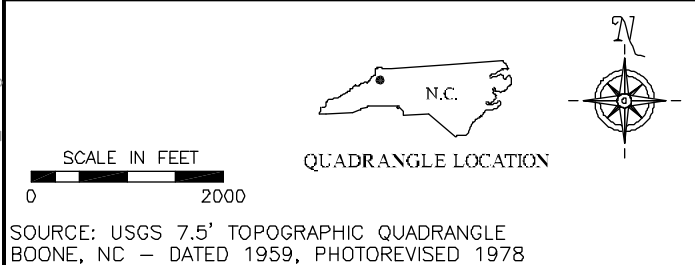 N
N.C.
SCALE IN FEET
QUADRANGLE LOCATION
0 2000
SOURCE: USGS 7.5' TOPOGRAPHIC QUADRANGLE
BOONE, NC – DATED 1959, PHOTOREVISED 1978